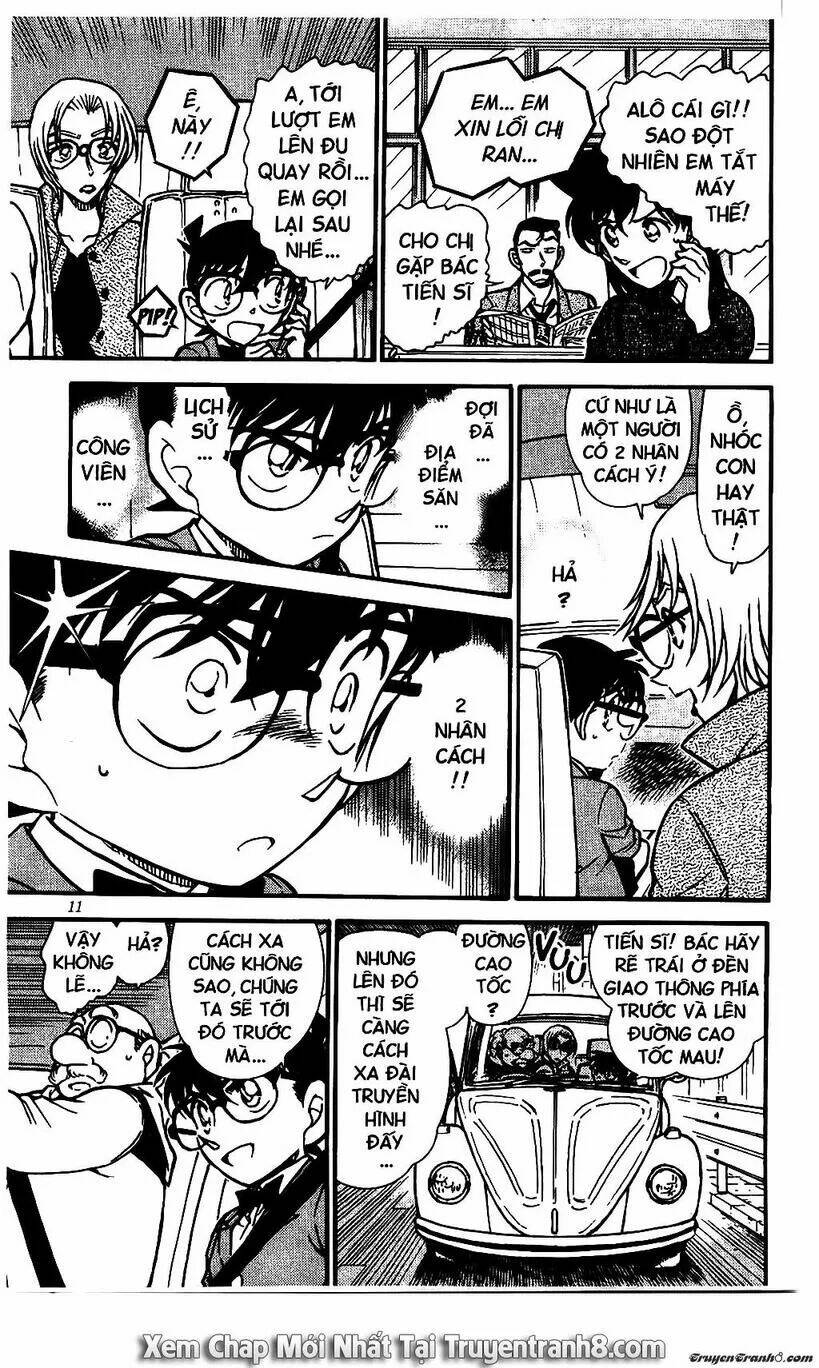 ALÔ CÁI GÌ!!
SAO ĐỘT
NHIÊN EM TẮT
MÁY
THẾ!
EM... EM
XIN LỖI CHỊ
RAN...
CHO CHỊ
GẶP BÁC
TIẾN SĨ
!
A, TỚI
LƯỢT EM
LÊN ĐU
QUAY RỒI...
EM GỌI
LẠI SAU
NHÉ...
Ê,
NÀY
!!
PIP!
Ồ,
NHÓC
CON HAY
THẬT
!
CỨ NHƯ LÀ
MỘT NGƯỜI
CÓ 2 NHÂN
CÁCH Ý!
HẢ
?
ĐỢI
ĐÃ
...
ĐỊA
ĐIỂM
SĂN
...
LỊCH
SỬ
...
CÔNG
VIÊN
...
2
NHÂN
CÁCH
!!
11
TIẾN SĨ! BÁC HÃY
RẼ TRÁI Ở ĐÈN
GIAO THÔNG PHÍA
TRƯỚC VÀ LÊN
ĐƯỜNG CAO
TỐC MAU!
VÙÙ
ĐƯỜNG
CAO
TỐC
?
NHƯNG
LÊN ĐÓ
THÌ SẼ
CÀNG
CÁCH
XA ĐÀI
TRUYỀN
HÌNH
ĐẤY
...
CÁCH XA
CŨNG KHÔNG
SAO, CHÚNG
TA SẼ TỚI
ĐÓ TRƯỚC
MÀ...
HẢ?
VẬY
KHÔNG
LẼ...
Xem Chap Mới Nhất Tại Truyentranh8.com
TruyenTranh8.com